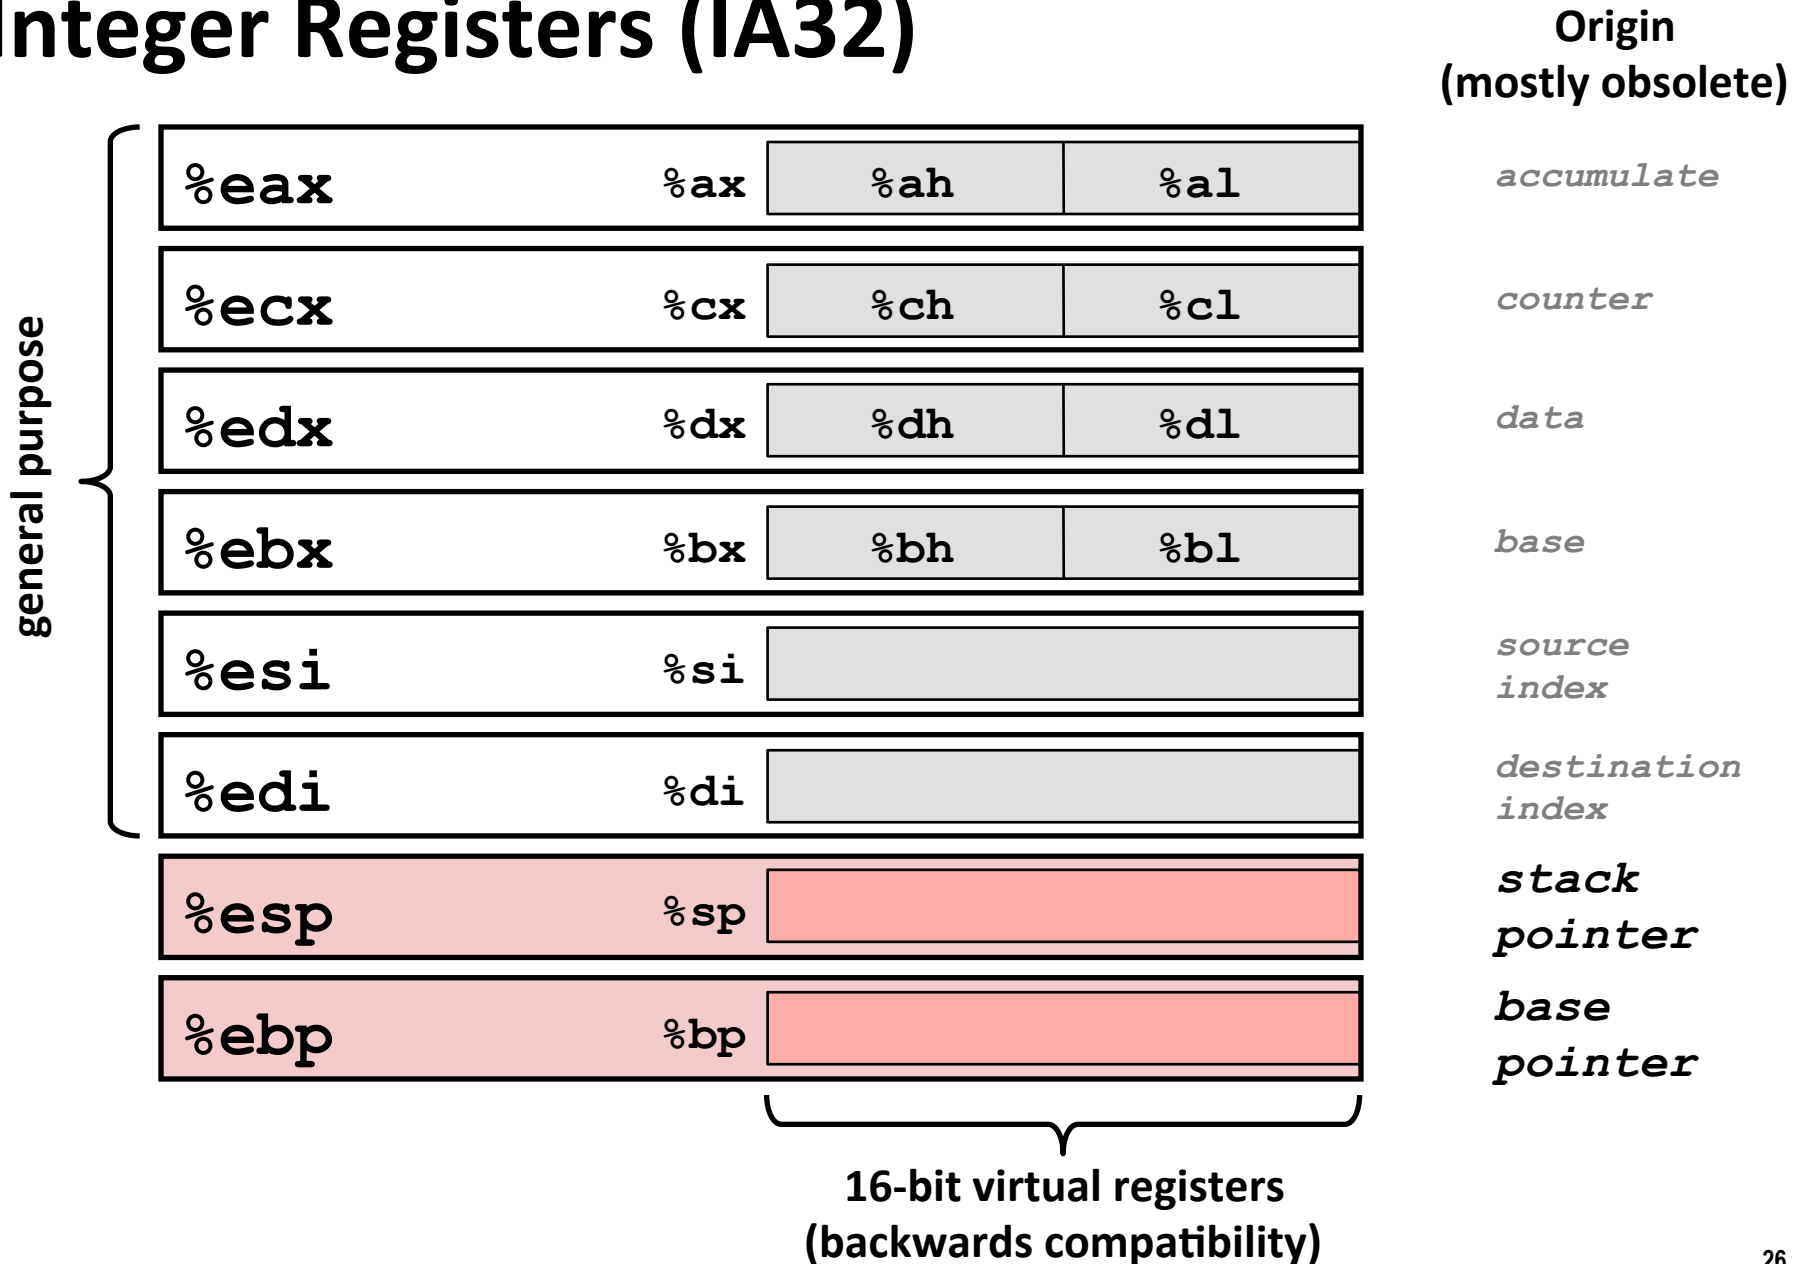 Integer Registers (IA32)
Origin
(mostly obsolete)
general purpose
%eax %ax %ah %al accumulate
%ecx %cx %ch %cl counter
%edx %dx %dh %dl data
%ebx %bx %bh %bl base
%esi %si source
index
%edi %di destination
index
%esp %sp stack
pointer
%ebp %bp base
pointer
16-bit virtual registers
(backwards compatibility)
26